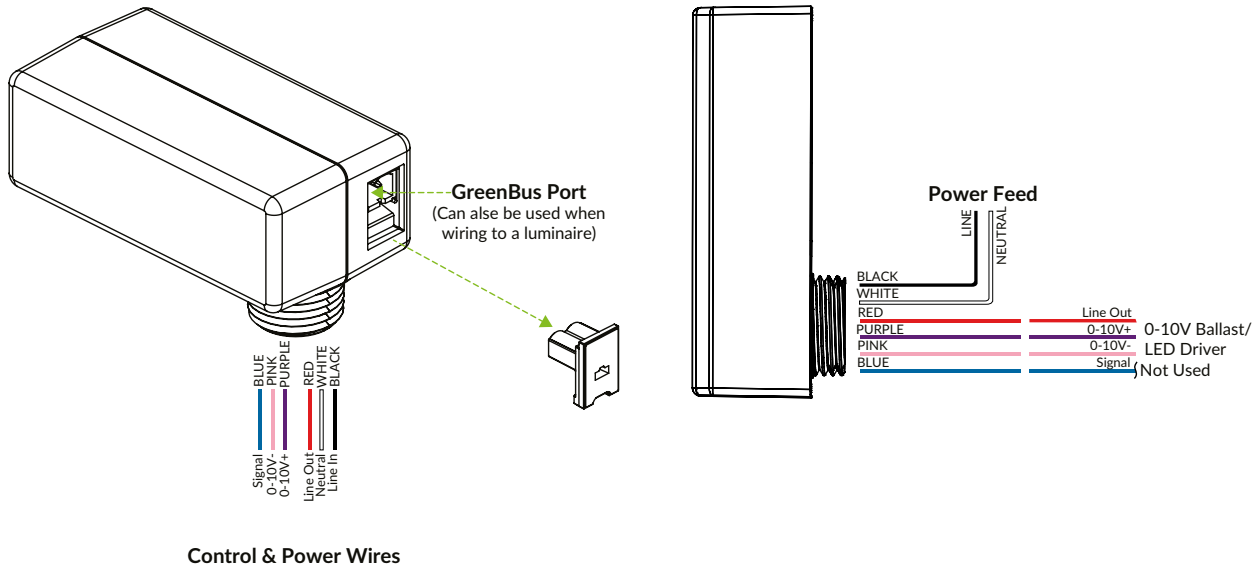 GreenBus Port
(Can alse be used when
wiring to a luminaire)
BLUE
PINK
PURPLE
RED
WHITE
BLACK
Signal
0-10V-
0-10V+
Line Out
Neutral
Line In
Control & Power Wires
Power Feed
LINE
NEUTRAL
BLACK
WHITE
RED
PURPLE
PINK
BLUE
Line Out
0-10V+
0-10V-
Signal
0-10V Ballast/
LED Driver
Not Used